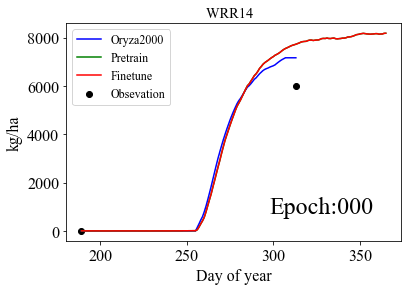 WRR14
Oryza2000
Pretrain
Finetune
Obsevation
8000
6000
4000
2000
0
kg/ha
Epoch:000
200
250
300
350
Day of year